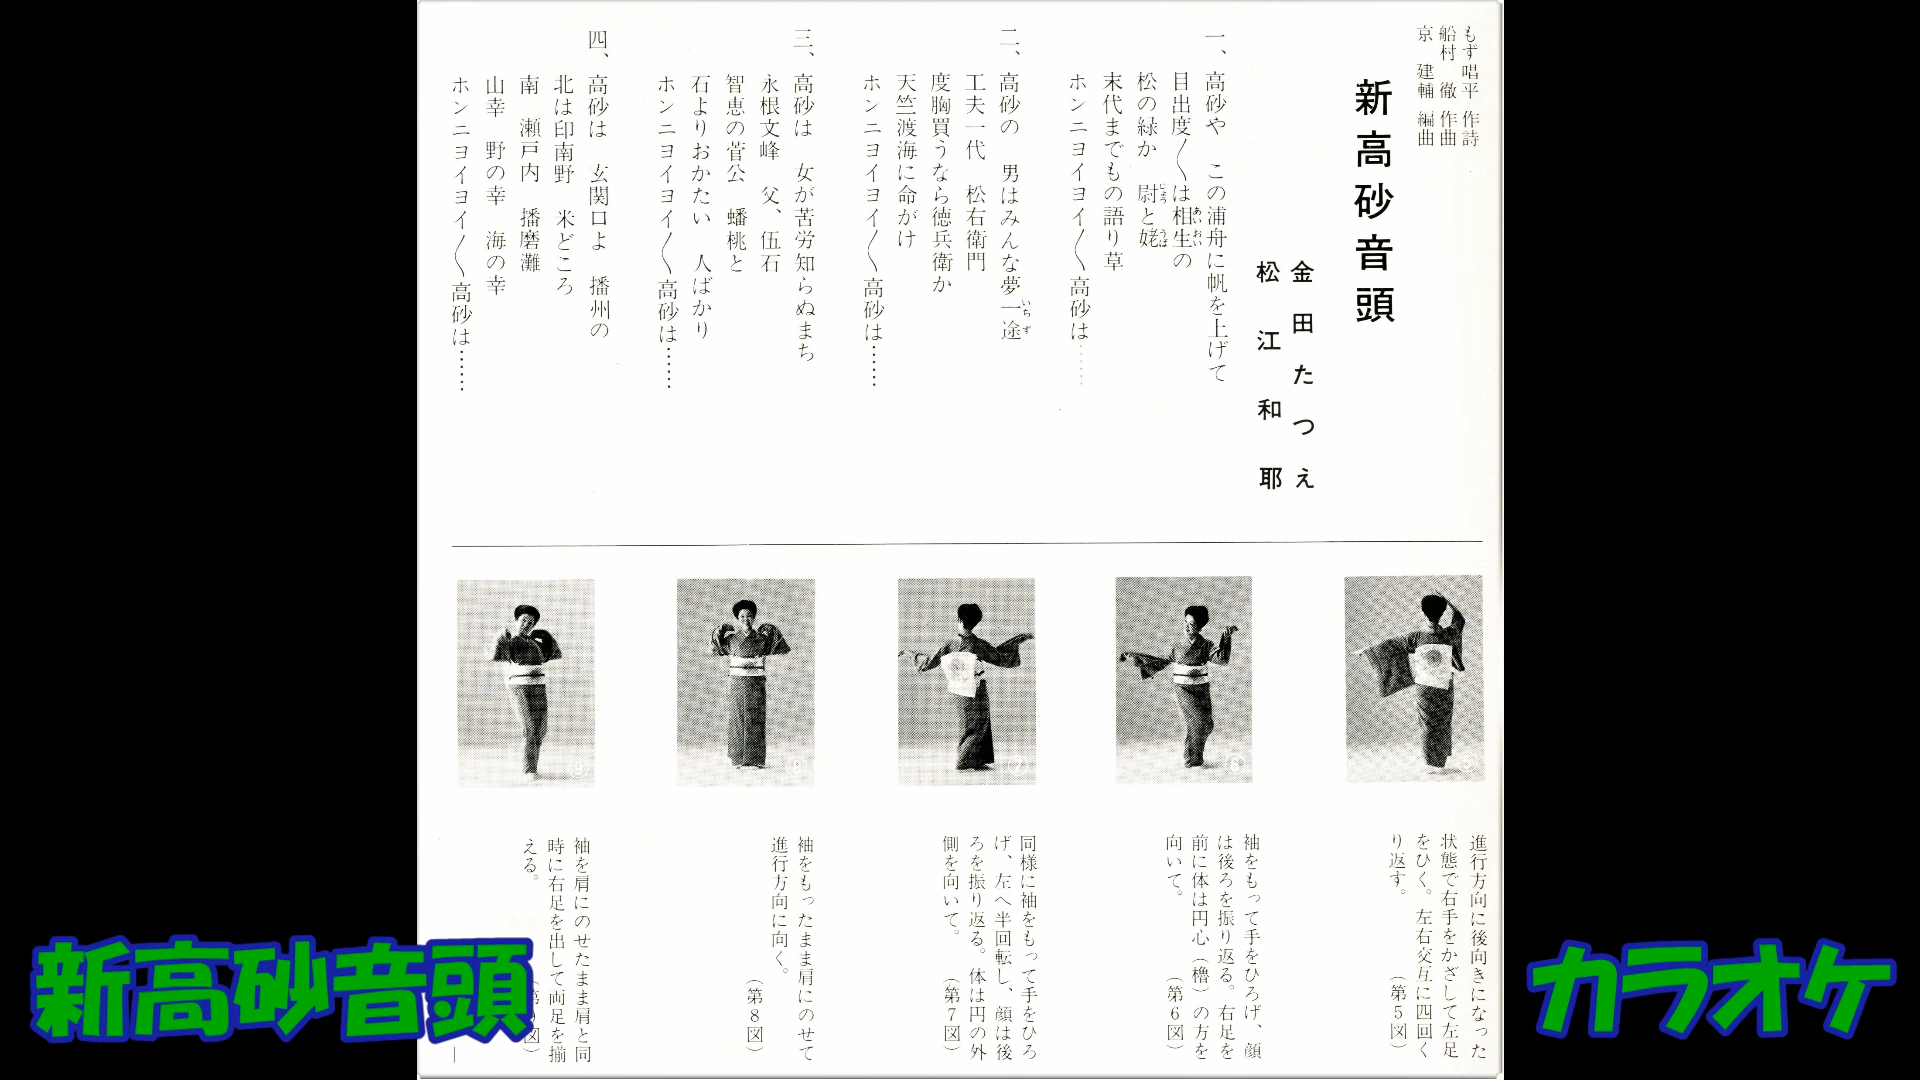 もず唱平 作詩
船村 徹 作曲
京 建輔 編曲
新高砂音頭
金田たつえ
松江和耶
一、高砂や この浦舟に帆を上げて
目出度〳〵は相生の
あいおい
松の緑か 尉と姥
じょう うば
末代までもの語り草
ホンニヨイヨイ〳〵高砂は……
二、高砂の 男はみんな夢一途
いちず
工夫一代 松右衛門
度胸買うなら徳兵衛か
天竺渡海に命がけ
ホンニヨイヨイ〳〵高砂は……
三、高砂は 女が苦労知らぬまち
永根文峰 父、伍石
智恵の菅公 蟠桃と
石よりおかたい 人ばかり
ホンニヨイヨイ〳〵高砂は……
四、高砂は 玄関口よ 播州の
北は印南野 米どころ
南 瀬戸内 播磨灘
山幸 野の幸 海の幸
ホンニヨイヨイ〳〵高砂は……
⑤
⑥
⑦
⑧
⑨
進行方向に後向きになった
状態で右手をかざして左足
をひく。左右交互に四回く
り返す。 (第5図)
袖をもって手をひろげ、顔
は後ろを振り返る。右足を
前に体は円心(櫓)の方を
向いて。 (第6図)
同様に袖をもって手をひろ
げ、左へ半回転し、顔は後
ろを振り返る。体は円の外
側を向いて。 (第7図)
袖をもったまま肩にのせて
進行方向に向く。
(第8図)
袖を肩にのせたまま肩と同
時に右足を出して両足を揃
える。 図)
新高砂音頭
カラオケ